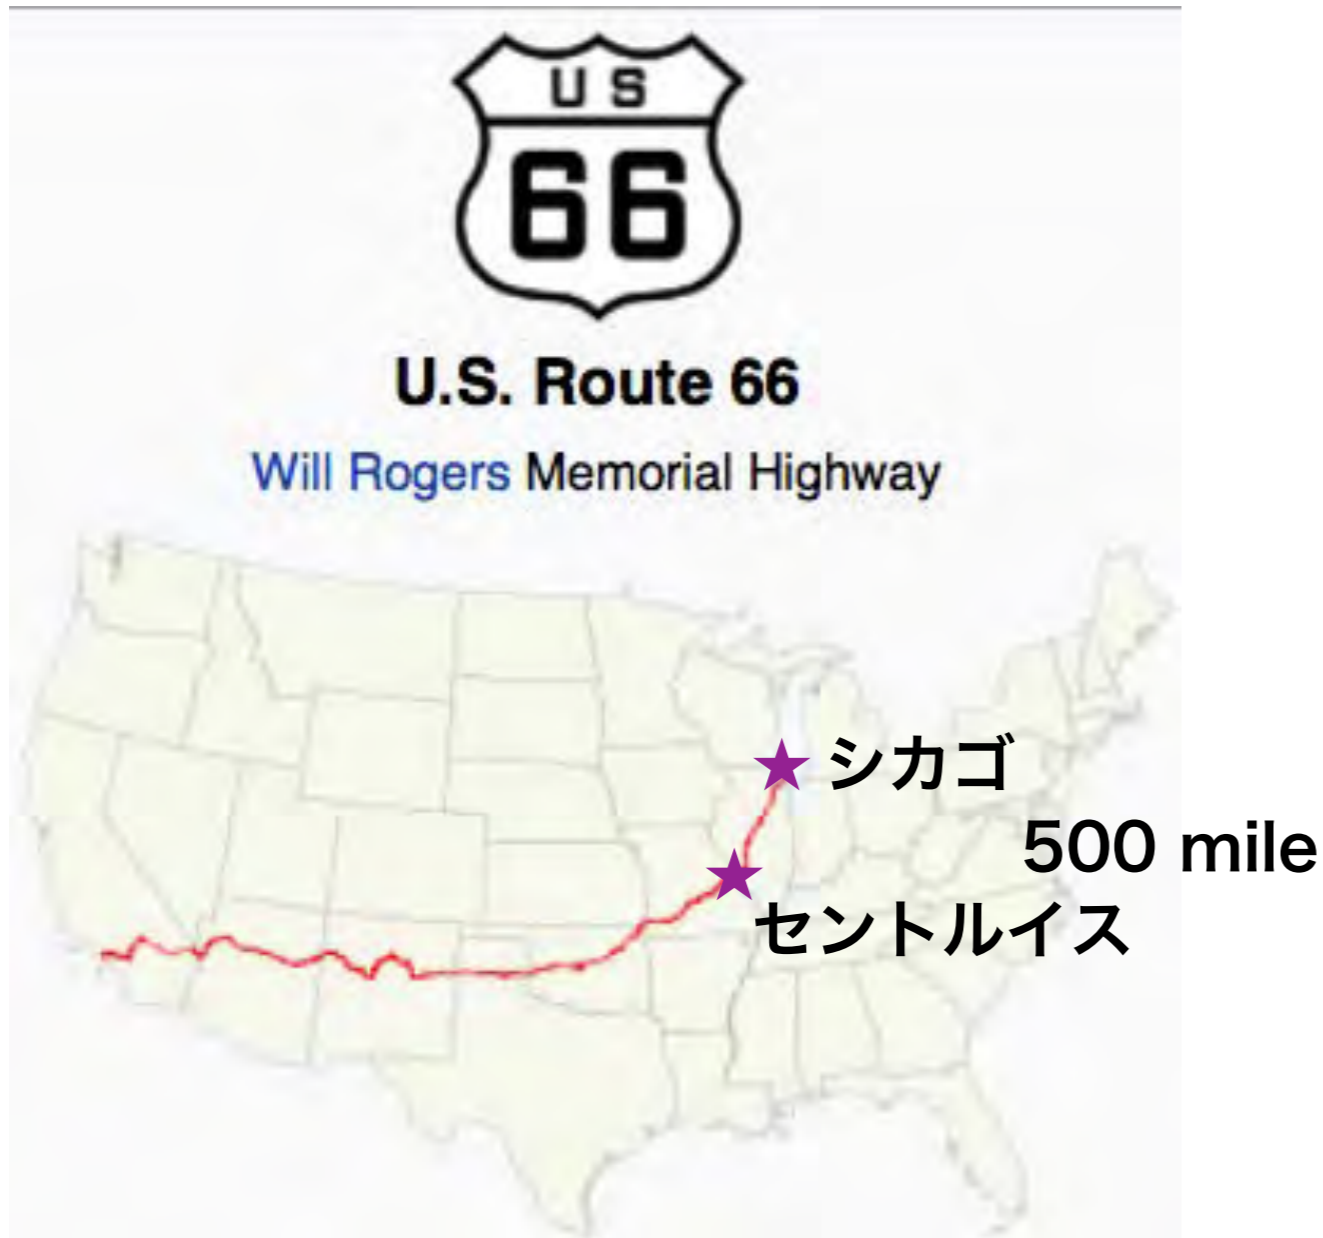 US
66
U.S. Route 66
Will Rogers Memorial Highway
シカゴ
500 mile
セントルイス